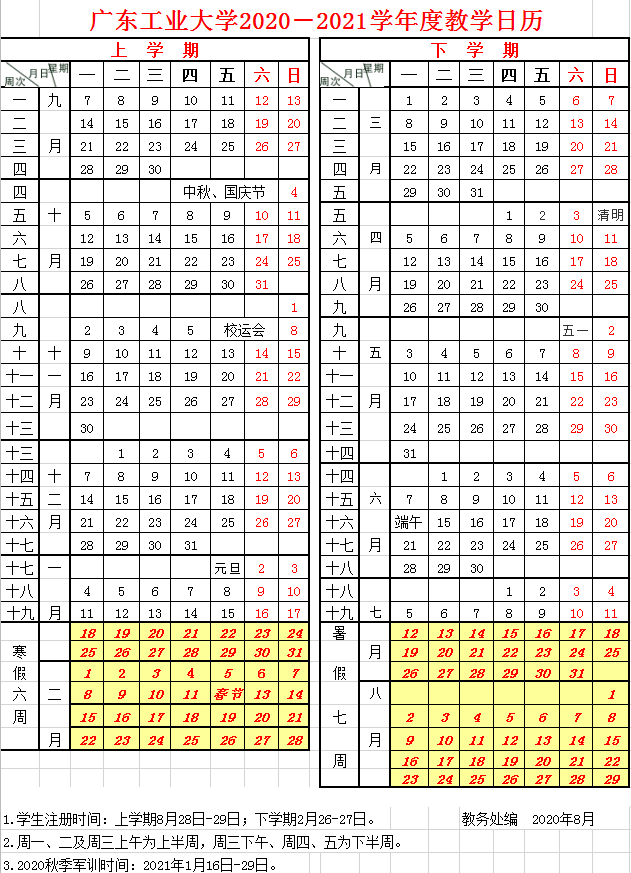 广东工业大学2020－2021学年度教学日历
上 学 期 下 学 期
星期 月日 周次 一 二 三 四 五 六 日 星期 月日 周次 一 二 三 四 五 六 日
一 九 7 8 9 10 11 12 13 一 1 2 3 4 5 6 7
二 14 15 16 17 18 19 20 二 三 8 9 10 11 12 13 14
三 月 21 22 23 24 25 26 27 三 15 16 17 18 19 20 21
四 28 29 30 四 月 22 23 24 25 26 27 28
四 中秋、国庆节 4 五 29 30 31
五 十 5 6 7 8 9 10 11 五 1 2 3 清明
六 12 13 14 15 16 17 18 六 四 5 6 7 8 9 10 11
七 月 19 20 21 22 23 24 25 七 12 13 14 15 16 17 18
八 26 27 28 29 30 31 八 月 19 20 21 22 23 24 25
八 1 九 26 27 28 29 30
九 2 3 4 5 校运会 8 九 五一 2
十 十 9 10 11 12 13 14 15 十 五 3 4 5 6 7 8 9
十一 一 16 17 18 19 20 21 22 十一 10 11 12 13 14 15 16
十二 月 23 24 25 26 27 28 29 十二 月 17 18 19 20 21 22 23
十三 30 十三 24 25 26 27 28 29 30
十三 1 2 3 4 5 6 十四 31
十四 十 7 8 9 10 11 12 13 十四 1 2 3 4 5 6
十五 二 14 15 16 17 18 19 20 十五 六 7 8 9 10 11 12 13
十六 月 21 22 23 24 25 26 27 十六 端午 15 16 17 18 19 20
十七 28 29 30 31 十七 月 21 22 23 24 25 26 27
十七 一 元旦 2 3 十八 28 29 30
十八 4 5 6 7 8 9 10 十八 1 2 3 4
十九 月 11 12 13 14 15 16 17 十九 七 5 6 7 8 9 10 11
18 19 20 21 22 23 24 暑 12 13 14 15 16 17 18
寒 25 26 27 28 29 30 31 月 19 20 21 22 23 24 25
假 1 2 3 4 5 6 7 假 26 27 28 29 30 31
六 二 8 9 10 11 春节 13 14 八 1
周 15 16 17 18 19 20 21 七 2 3 4 5 6 7 8
月 22 23 24 25 26 27 28 月 9 10 11 12 13 14 15
周 16 17 18 19 20 21 22
23 24 25 26 27 28 29
1.学生注册时间：上学期8月28日-29日；下学期2月26-27日。 教务处编 2020年8月
2.周一、二及周三上午为上半周，周三下午、周四、五为下半周。
3.2020秋季军训时间：2021年1月16日-29日。